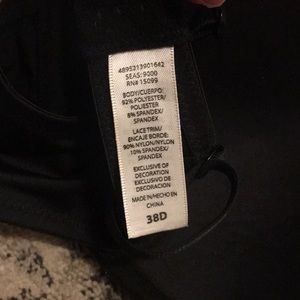 4895213901642
SEAS: 9000
RN# 15099
BODY/CUERPO:
92% POLYESTER/
POLIESTER
8% SPANDEX/
SPANDEX
LACE TRIM/
ENCAJE BORDE:
90% NYLON/NYLON
10% SPANDEX/
SPANDEX
EXCLUSIVE OF
DECORATION
EXCLUSIVO DE
DECORACION
MADE IN/HECHO EN
CHINA
38D